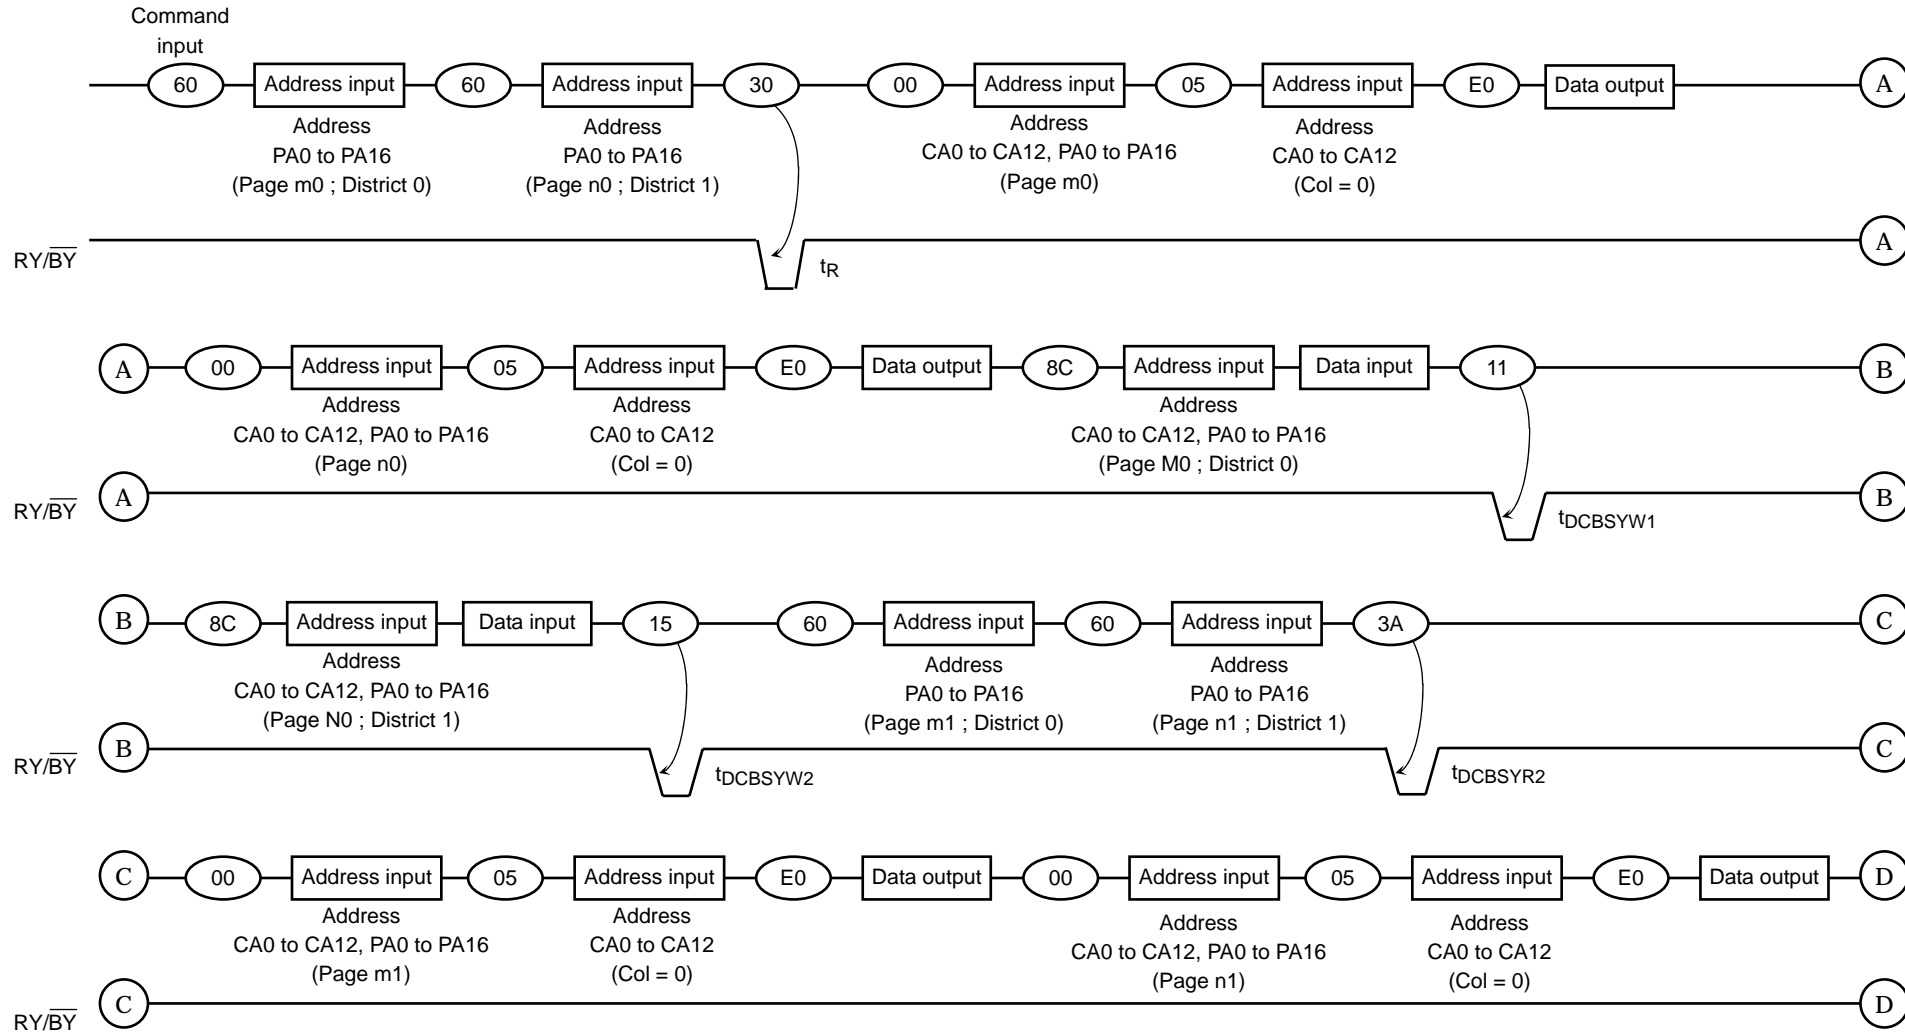 Command
input
60 Address input 60 Address input 30 00 Address input 05 Address input E0 Data output A
Address
PA0 to PA16
(Page m0 ; District 0)
Address
PA0 to PA16
(Page n0 ; District 1)
Address
CA0 to CA12, PA0 to PA16
(Page m0)
Address
CA0 to CA12
(Col = 0)
RY/B̅Y̅ tR A
A 00 Address input 05 Address input E0 Data output 8C Address input Data input 11 B
Address
CA0 to CA12, PA0 to PA16
(Page n0)
Address
CA0 to CA12
(Col = 0)
Address
CA0 to CA12, PA0 to PA16
(Page M0 ; District 0)
RY/B̅Y̅ A tDCBSYW1 B
B 8C Address input Data input 15 60 Address input 60 Address input 3A C
Address
CA0 to CA12, PA0 to PA16
(Page N0 ; District 1)
Address
PA0 to PA16
(Page m1 ; District 0)
Address
PA0 to PA16
(Page n1 ; District 1)
RY/B̅Y̅ B tDCBSYW2 tDCBSYR2 C
C 00 Address input 05 Address input E0 Data output 00 Address input 05 Address input E0 Data output D
Address
CA0 to CA12, PA0 to PA16
(Page m1)
Address
CA0 to CA12
(Col = 0)
Address
CA0 to CA12, PA0 to PA16
(Page n1)
Address
CA0 to CA12
(Col = 0)
RY/B̅Y̅ C D